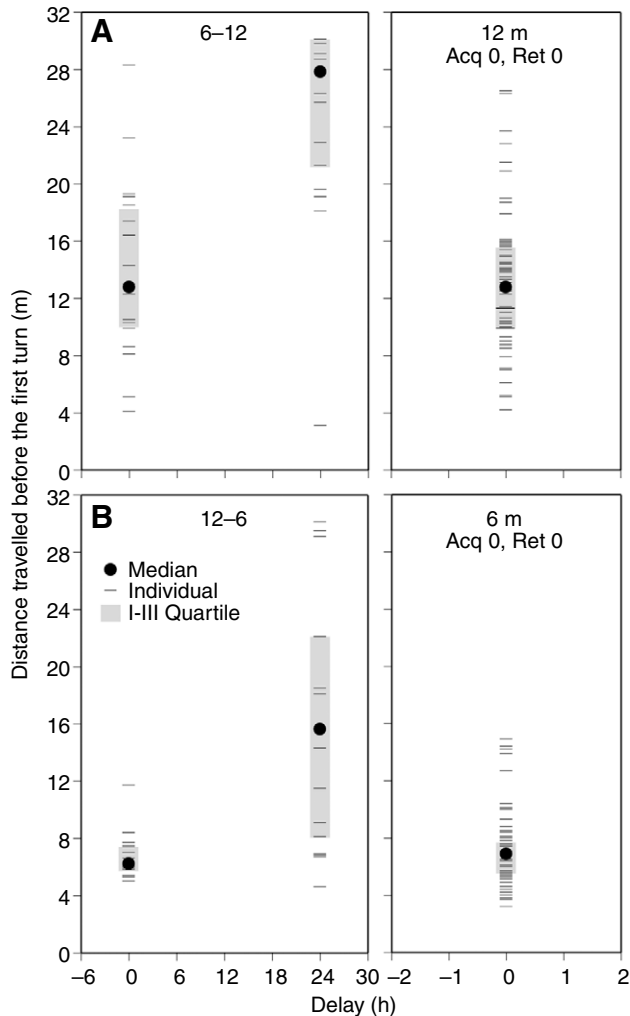 A
6–12
12 m
Acq 0, Ret 0
32
28
24
20
16
12
8
4
0
Distance travelled before the first turn (m)
B
12–6
6 m
Acq 0, Ret 0
Median
Individual
I-III Quartile
32
28
24
20
16
12
8
4
0
–6 0 6 12 18 24 30
–2 –1 0 1 2
Delay (h)